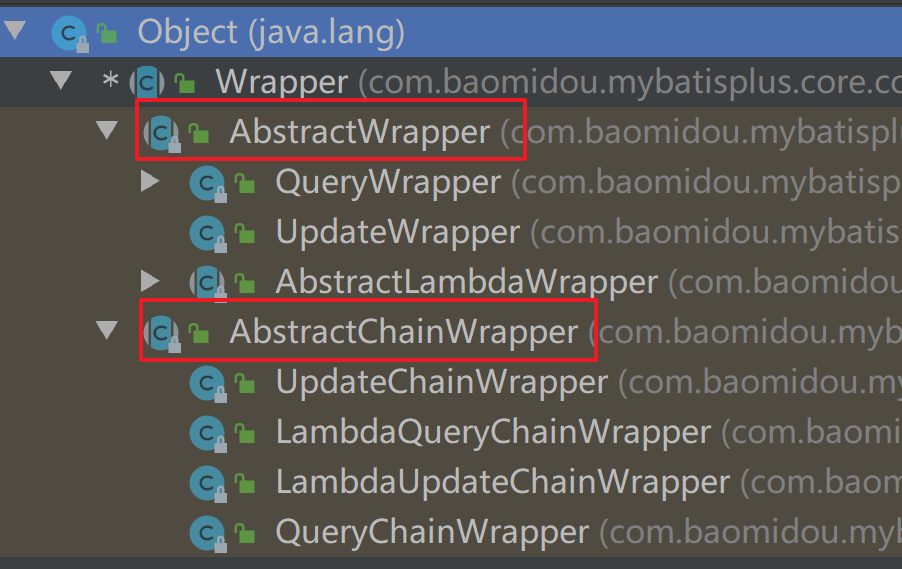 Object (java.lang)
* Wrapper (com.baomidou.mybatisplus.core.co
AbstractWrapper (com.baomidou.mybatisplu
QueryWrapper (com.baomidou.mybatisp
UpdateWrapper (com.baomidou.mybatis
AbstractLambdaWrapper (com.baomidou
AbstractChainWrapper (com.baomidou.myb
UpdateChainWrapper (com.baomidou.my
LambdaQueryChainWrapper (com.baomi
LambdaUpdateChainWrapper (com.baom
QueryChainWrapper (com.baomidou.myb